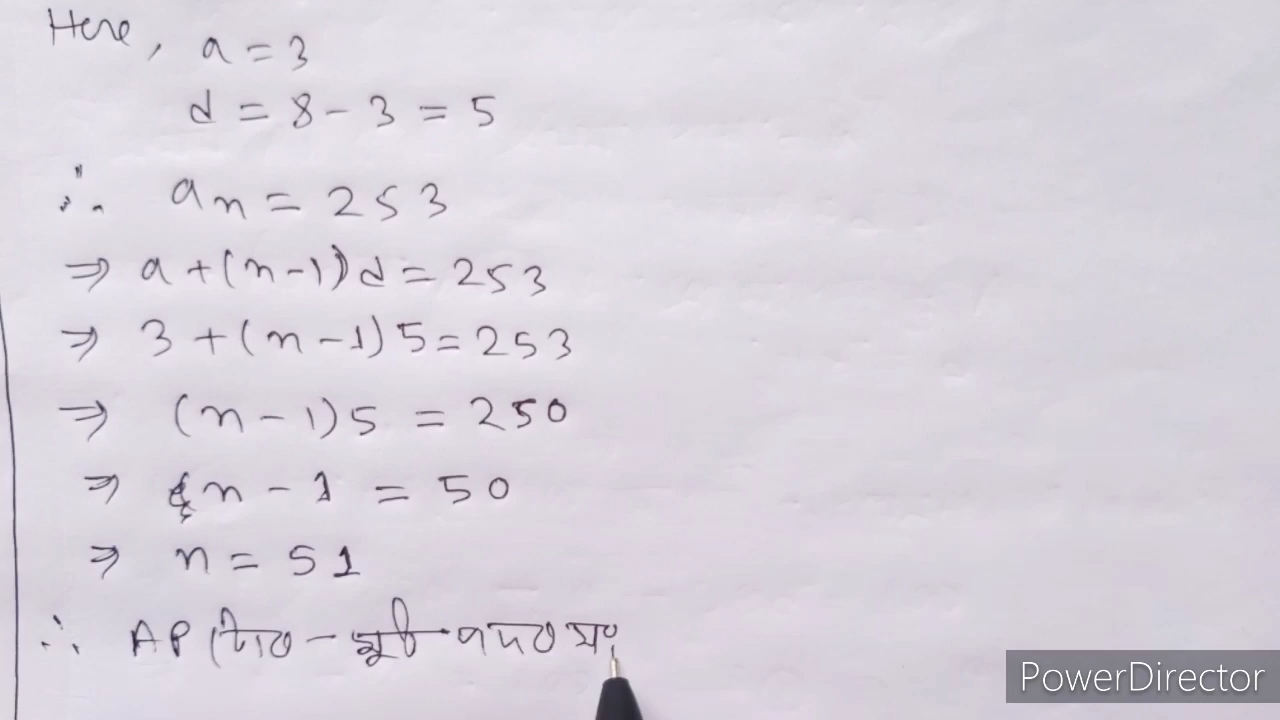 Here, a = 3
d = 8 - 3 = 5
∴ an = 253
⇒ a + (n-1)d = 253
⇒ 3 + (n-1)5 = 253
⇒ (n-1)5 = 250
⇒ n - 1 = 50
⇒ n = 51
∴ AP টোত মুঠ পদৰ সং
PowerDirector